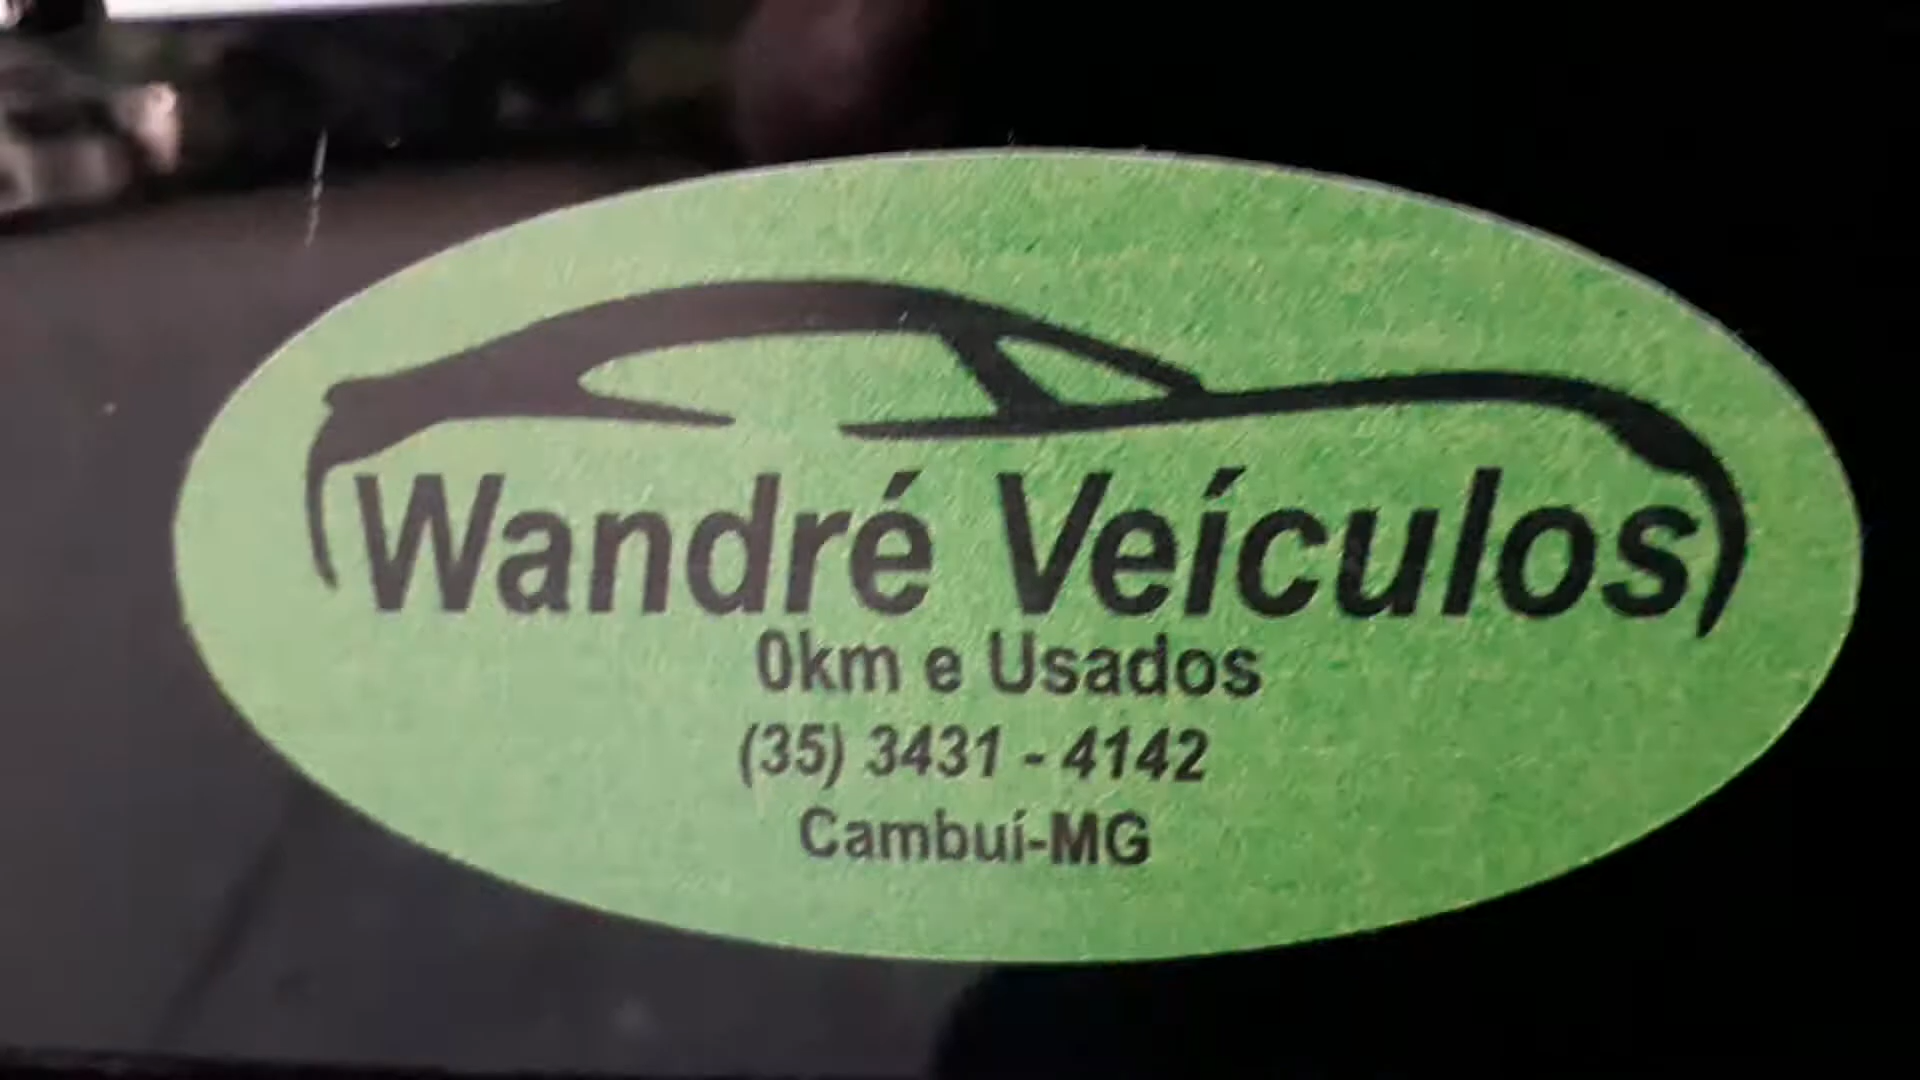 Wandré Veículos
0km e Usados
(35) 3431 - 4142
Cambuí-MG